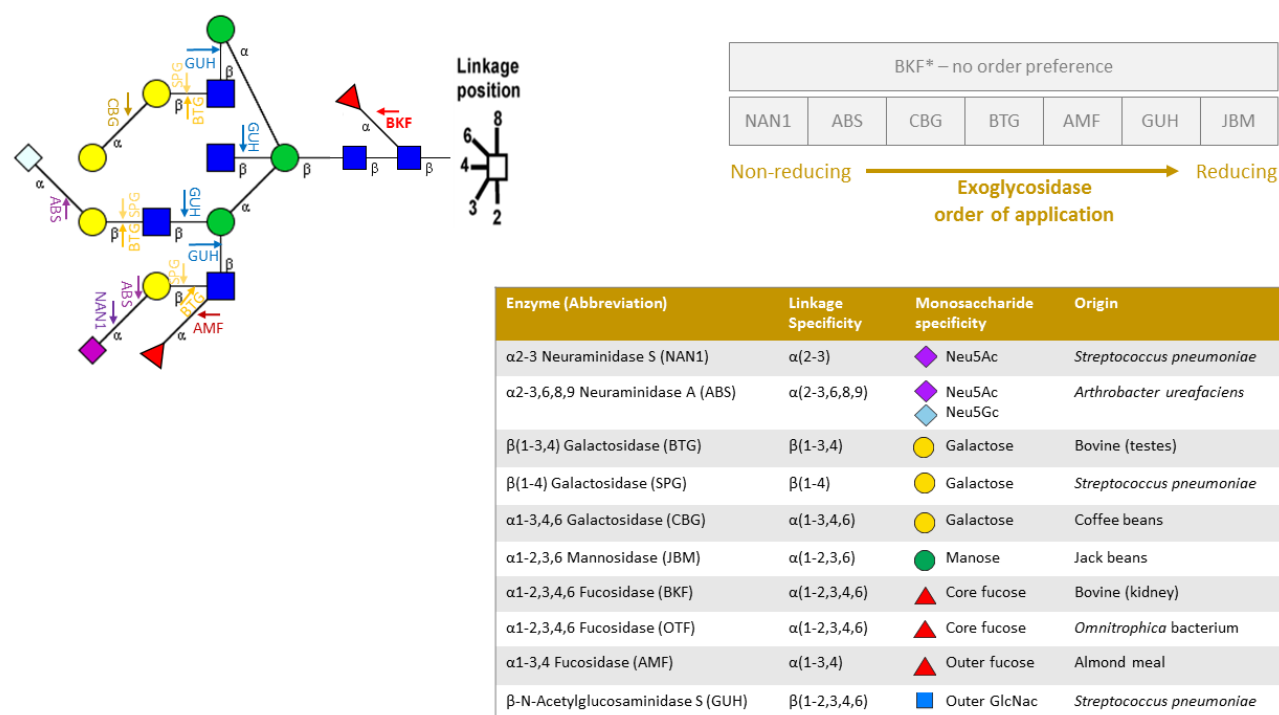 GUH
α
β
SPG
β
BTG
CBG
α
Linkage
position
8
6
4
3
2
α
BKF
GUH
β
β
β
β
α
ABS
α
SPG
β
BTG
GUH
β
GUH
β
SPG
β
BTG
ABS
NAN1
α
AMF
α
BKF* – no order preference
NAN1 ABS CBG BTG AMF GUH JBM
Non-reducing Reducing
Exoglycosidase
order of application
Enzyme (Abbreviation) Linkage Specificity Monosaccharide specificity Origin
α2-3 Neuraminidase S (NAN1) α(2-3) Neu5Ac Streptococcus pneumoniae
α2-3,6,8,9 Neuraminidase A (ABS) α(2-3,6,8,9) Neu5Ac Arthrobacter ureafaciens
Neu5Gc
β(1-3,4) Galactosidase (BTG) β(1-3,4) Galactose Bovine (testes)
β(1-4) Galactosidase (SPG) β(1-4) Galactose Streptococcus pneumoniae
α1-3,4,6 Galactosidase (CBG) α(1-3,4,6) Galactose Coffee beans
α1-2,3,6 Mannosidase (JBM) α(1-2,3,6) Manose Jack beans
α1-2,3,4,6 Fucosidase (BKF) α(1-2,3,4,6) Core fucose Bovine (kidney)
α1-2,3,4,6 Fucosidase (OTF) α(1-2,3,4,6) Core fucose Omnitrophica bacterium
α1-3,4 Fucosidase (AMF) α(1-3,4) Outer fucose Almond meal
β-N-Acetylglucosaminidase S (GUH) β(1-2,3,4,6) Outer GlcNac Streptococcus pneumoniae